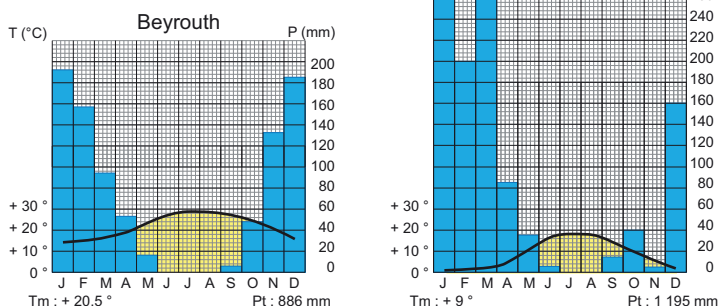 Beyrouth
T (°C)
P (mm)
200
180
160
140
120
100
80
60
40
20
0
+ 30 °
+ 20 °
+ 10 °
0 °
J F M A M J J A S O N D
Tm : + 20.5 ° Pt : 886 mm
240
220
200
180
160
140
120
100
80
60
40
20
0
+ 30 °
+ 20 °
+ 10 °
0 °
J F M A M J J A S O N D
Tm : + 9 ° Pt : 1 195 mm